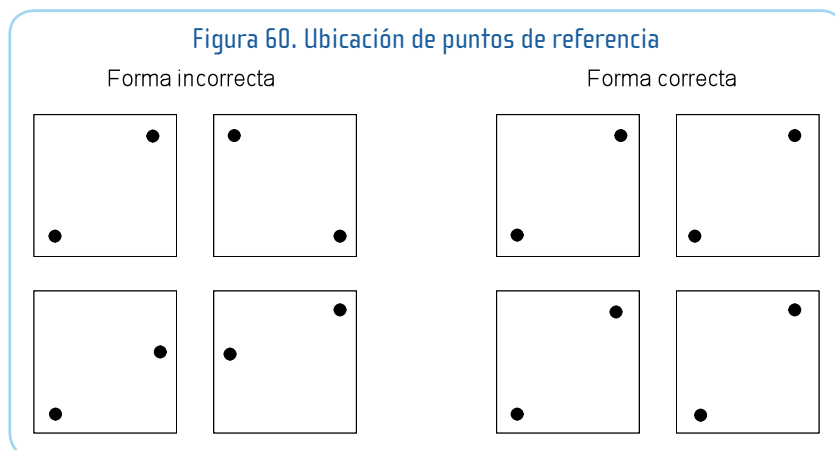 Figura 60. Ubicación de puntos de referencia
Forma incorrecta
Forma correcta